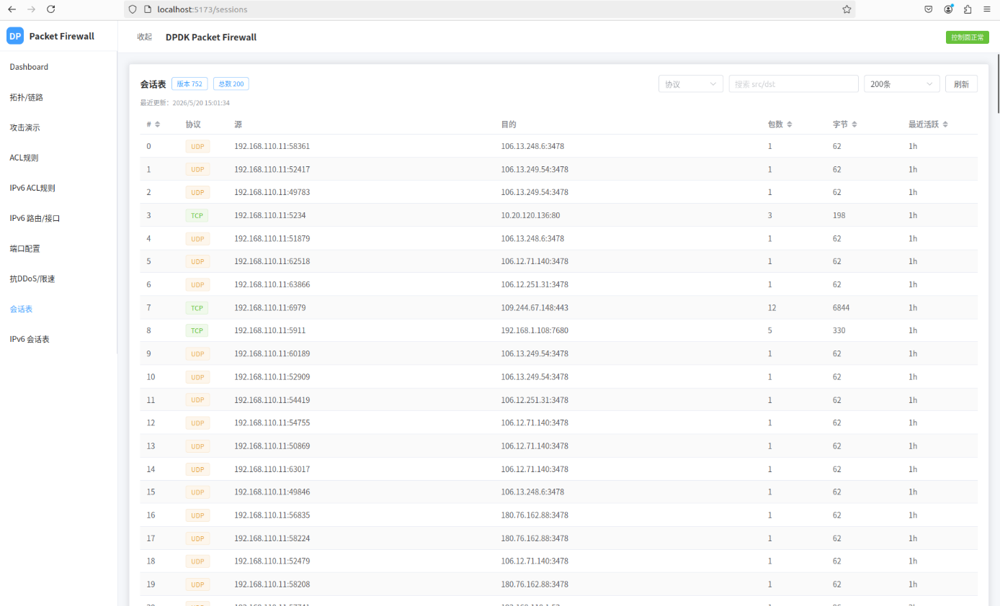 localhost:5173/sessions
DP Packet Firewall
收起 DPDK Packet Firewall 控制面正常
Dashboard
拓扑/链路
攻击演示
ACL规则
IPv6 ACL规则
IPv6 路由/接口
端口配置
抗DDoS/限速
会话表
IPv6 会话表
会话表 版本 752 总数 200 协议 搜索 src/dst 200条 刷新
最近更新: 2026/5/20 15:01:34
# 协议 源 目的 包数 字节 最近活跃
0 UDP 192.168.110.11:58361 106.13.248.6:3478 1 62 1h
1 UDP 192.168.110.11:52417 106.13.249.54:3478 1 62 1h
2 UDP 192.168.110.11:49783 106.13.249.54:3478 1 62 1h
3 TCP 192.168.110.11:5234 10.20.120.136:80 3 198 1h
4 UDP 192.168.110.11:51879 106.13.248.6:3478 1 62 1h
5 UDP 192.168.110.11:62518 106.12.71.140:3478 1 62 1h
6 UDP 192.168.110.11:63866 106.12.251.31:3478 1 62 1h
7 TCP 192.168.110.11:6979 109.244.67.148:443 12 6844 1h
8 TCP 192.168.110.11:5911 192.168.1.108:7680 5 330 1h
9 UDP 192.168.110.11:60189 106.13.249.54:3478 1 62 1h
10 UDP 192.168.110.11:52909 106.13.249.54:3478 1 62 1h
11 UDP 192.168.110.11:54419 106.12.251.31:3478 1 62 1h
12 UDP 192.168.110.11:54755 106.12.71.140:3478 1 62 1h
13 UDP 192.168.110.11:50869 106.12.71.140:3478 1 62 1h
14 UDP 192.168.110.11:63017 106.12.71.140:3478 1 62 1h
15 UDP 192.168.110.11:49846 106.13.248.6:3478 1 62 1h
16 UDP 192.168.110.11:56835 180.76.162.88:3478 1 62 1h
17 UDP 192.168.110.11:58224 180.76.162.88:3478 1 62 1h
18 UDP 192.168.110.11:52479 106.12.71.140:3478 1 62 1h
19 UDP 192.168.110.11:58208 180.76.162.88:3478 1 62 1h